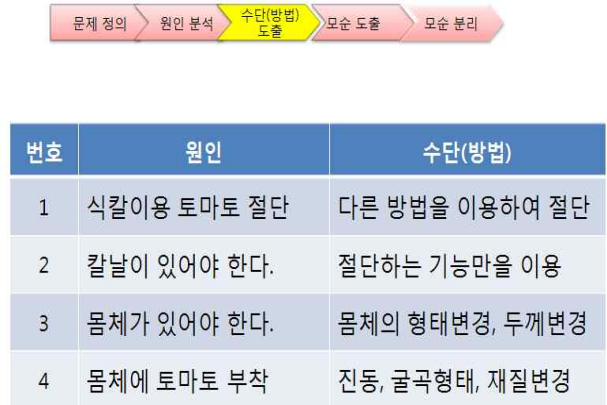 문제 정의 원인 분석 수단(방법) 도출 모순 도출 모순 분리
번호 원인 수단(방법)
1 식칼이용 토마토 절단 다른 방법을 이용하여 절단
2 칼날이 있어야 한다. 절단하는 기능만을 이용
3 몸체가 있어야 한다. 몸체의 형태변경, 두께변경
4 몸체에 토마토 부착 진동, 굴곡형태, 재질변경